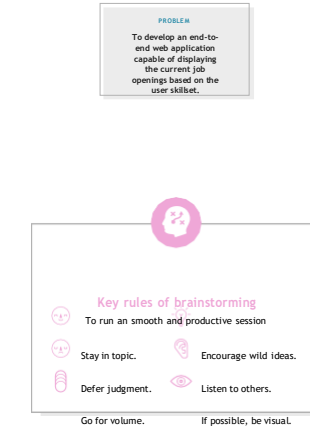 PROBLEM
To develop an end-to-
end web application
capable of displaying
the current job
openings based on the
user skillset.
Key rules of brainstorming
To run an smooth and productive session
Stay in topic.
Encourage wild ideas.
Defer judgment.
Listen to others.
Go for volume.
If possible, be visual.